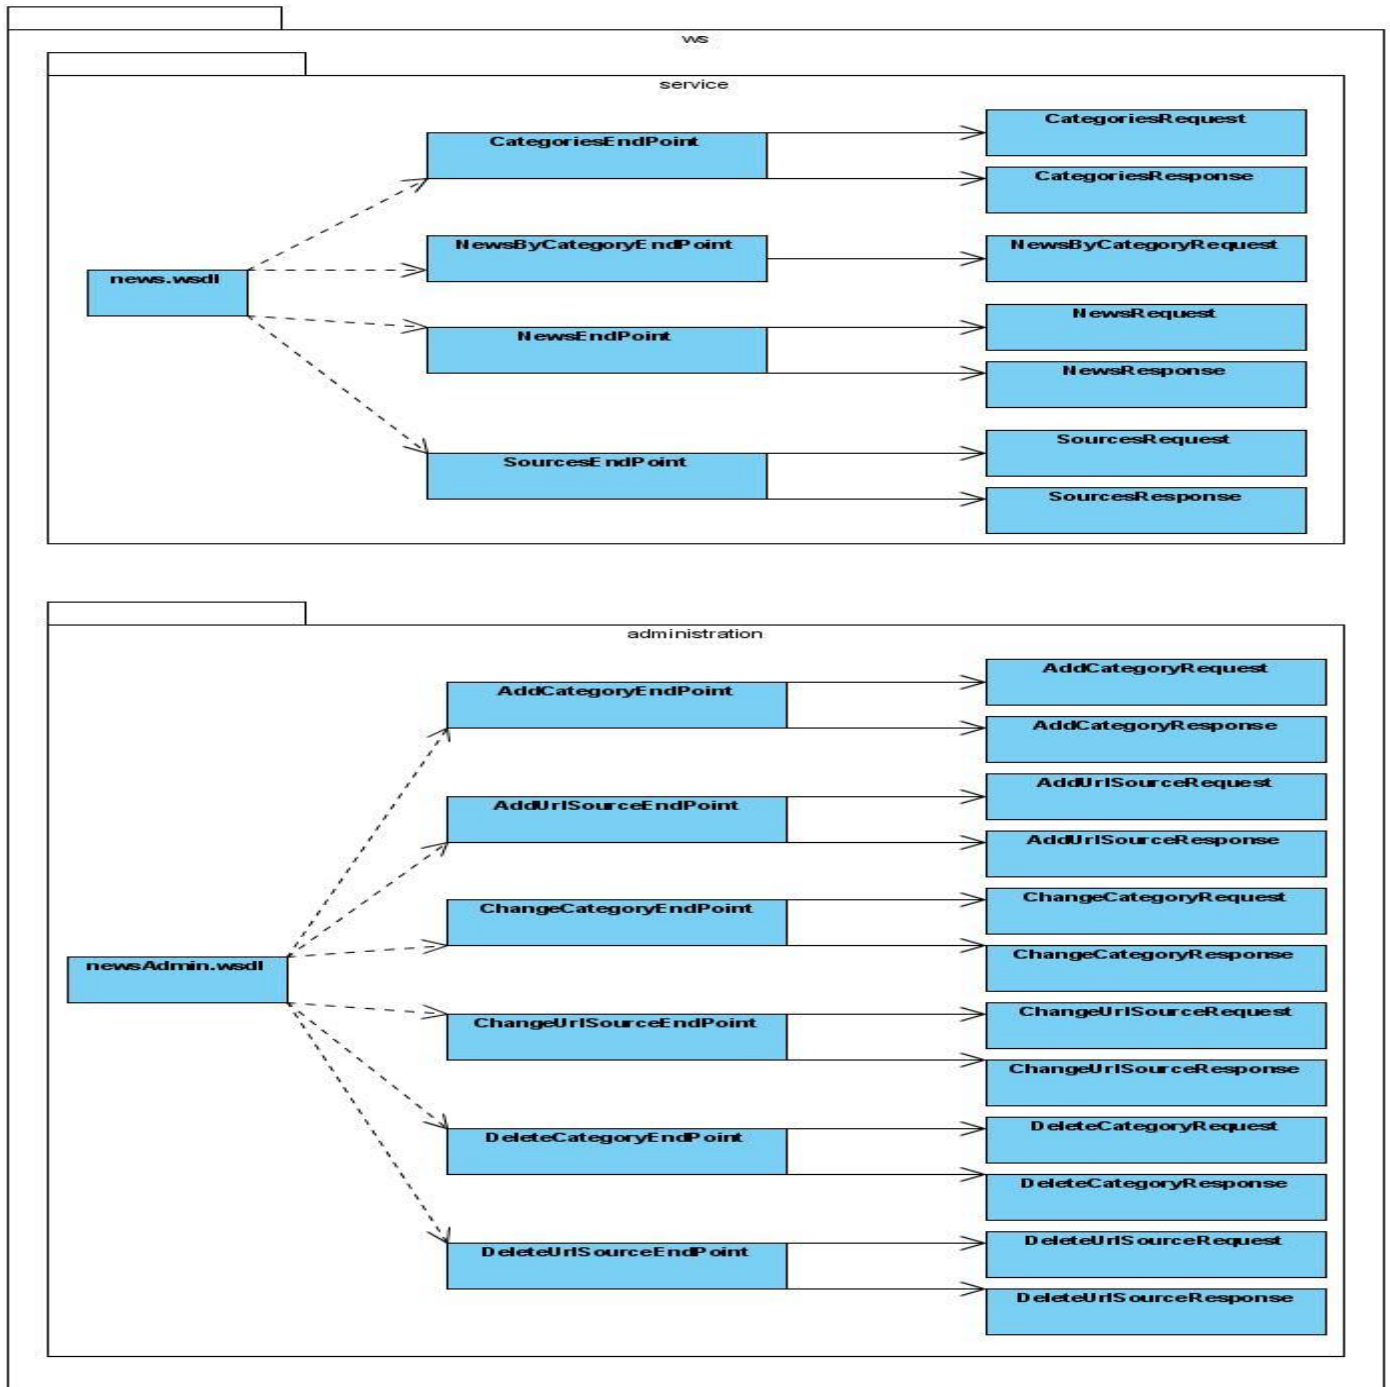 ws
service
CategoriesEndPoint
CategoriesRequest
CategoriesResponse
NewsByCategoryEndPoint
NewsByCategoryRequest
news.wsdl
NewsEndPoint
NewsRequest
NewsResponse
SourcesEndPoint
SourcesRequest
SourcesResponse
administration
AddCategoryEndPoint
AddCategoryRequest
AddCategoryResponse
AddUrlSourceEndPoint
AddUrlSourceRequest
AddUrlSourceResponse
ChangeCategoryEndPoint
ChangeCategoryRequest
ChangeCategoryResponse
newsAdmin.wsdl
ChangeUrlSourceEndPoint
ChangeUrlSourceRequest
ChangeUrlSourceResponse
DeleteCategoryEndPoint
DeleteCategoryRequest
DeleteCategoryResponse
DeleteUrlSourceEndPoint
DeleteUrlSourceRequest
DeleteUrlSourceResponse